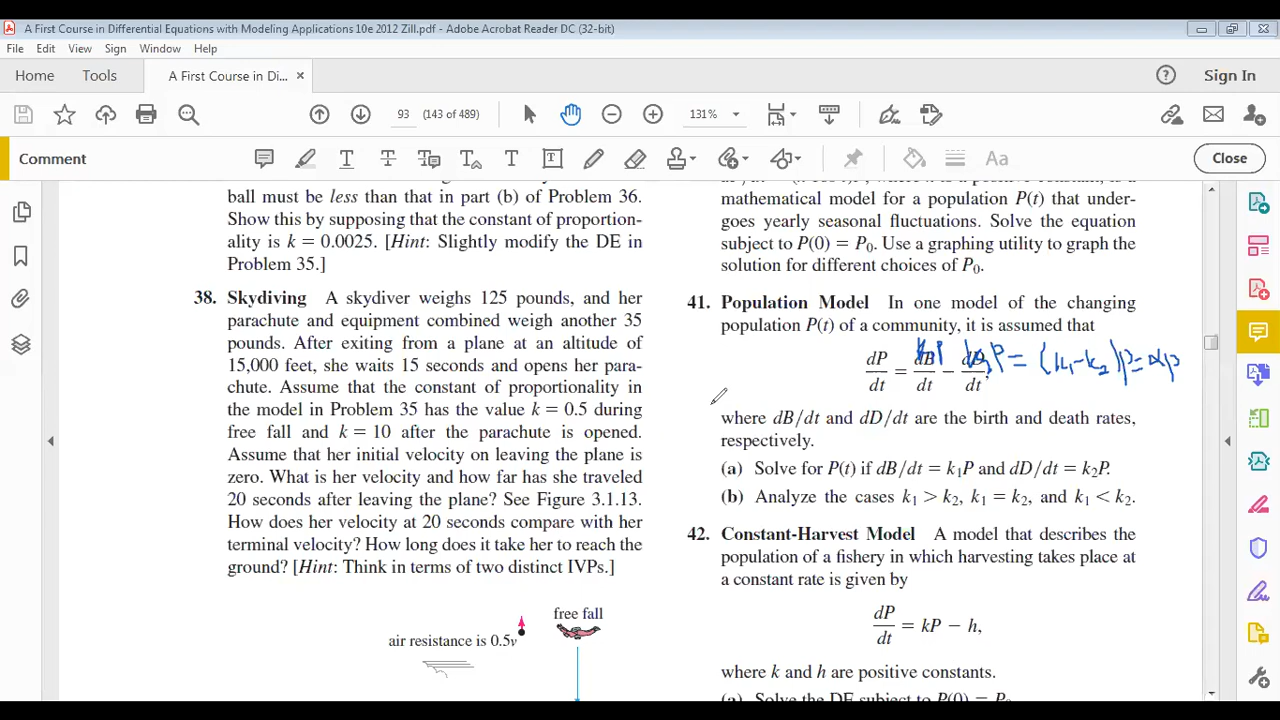 A First Course in Differential Equations with Modeling Applications 10e 2012 Zill.pdf - Adobe Acrobat Reader DC (32-bit)
File Edit View Sign Window Help
Home Tools A First Course in Di... × Sign In
93 (143 of 489) 131%
Comment Close
ball must be less than that in part (b) of Problem 36.
Show this by supposing that the constant of proportion-
ality is k = 0.0025. [Hint: Slightly modify the DE in
Problem 35.]
38. Skydiving A skydiver weighs 125 pounds, and her
parachute and equipment combined weigh another 35
pounds. After exiting from a plane at an altitude of
15,000 feet, she waits 15 seconds and opens her para-
chute. Assume that the constant of proportionality in
the model in Problem 35 has the value k = 0.5 during
free fall and k = 10 after the parachute is opened.
Assume that her initial velocity on leaving the plane is
zero. What is her velocity and how far has she traveled
20 seconds after leaving the plane? See Figure 3.1.13.
How does her velocity at 20 seconds compare with her
terminal velocity? How long does it take her to reach the
ground? [Hint: Think in terms of two distinct IVPs.]
free fall
air resistance is 0.5v
mathematical model for a population P(t) that under-
goes yearly seasonal fluctuations. Solve the equation
subject to P(0) = P₀. Use a graphing utility to graph the
solution for different choices of P₀.
41. Population Model In one model of the changing
population P(t) of a community, it is assumed that
dP/dt = dB/dt − dD/dt,
= (k₁-k₂)P = αP
where dB/dt and dD/dt are the birth and death rates,
respectively.
(a) Solve for P(t) if dB/dt = k₁P and dD/dt = k₂P.
(b) Analyze the cases k₁ > k₂, k₁ = k₂, and k₁ < k₂.
42. Constant-Harvest Model A model that describes the
population of a fishery in which harvesting takes place at
a constant rate is given by
dP/dt = kP − h,
where k and h are positive constants.
(a) Solve the DE subject to P(0) = P₀